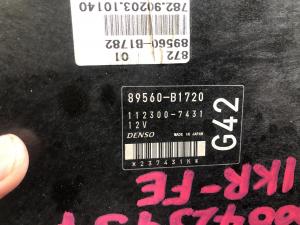 782.90203.10140
89560-B1782
872
01
89560-B1720
112300-7431
12V
DENSO MADE IN JAPAN
G42
*237431K*
1KR-FE